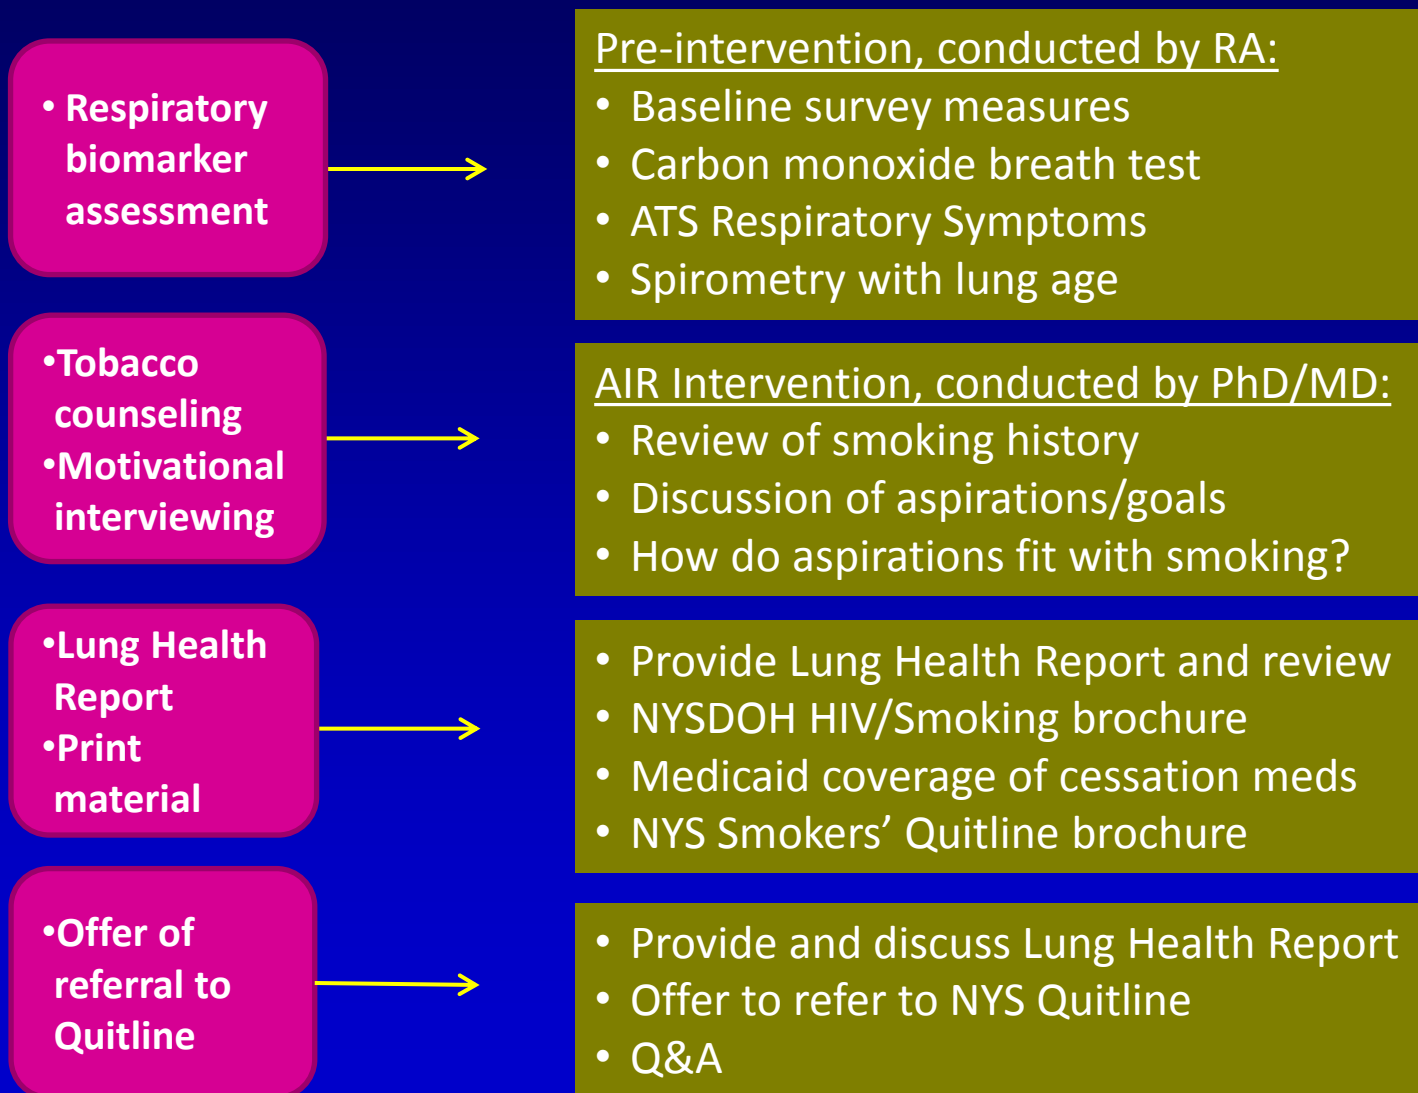 • Respiratory
biomarker
assessment
Pre-intervention, conducted by RA:
• Baseline survey measures
• Carbon monoxide breath test
• ATS Respiratory Symptoms
• Spirometry with lung age
•Tobacco
counseling
•Motivational
interviewing
AIR Intervention, conducted by PhD/MD:
• Review of smoking history
• Discussion of aspirations/goals
• How do aspirations fit with smoking?
•Lung Health
Report
•Print
material
• Provide Lung Health Report and review
• NYSDOH HIV/Smoking brochure
• Medicaid coverage of cessation meds
• NYS Smokers’ Quitline brochure
•Offer of
referral to
Quitline
• Provide and discuss Lung Health Report
• Offer to refer to NYS Quitline
• Q&A